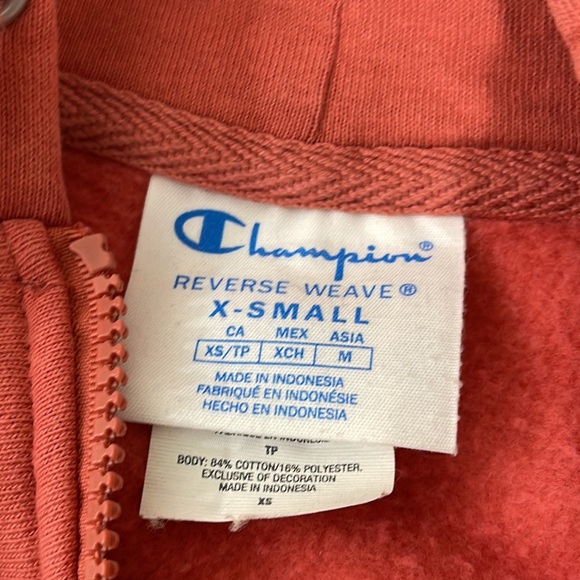 Champion®
REVERSE WEAVE®
X-SMALL
CA MEX ASIA
XS/TP XCH M
MADE IN INDONESIA
FABRIQUÉ EN INDONÉSIE
HECHO EN INDONESIA
TP
BODY: 84% COTTON/16% POLYESTER.
EXCLUSIVE OF DECORATION
MADE IN INDONESIA
XS